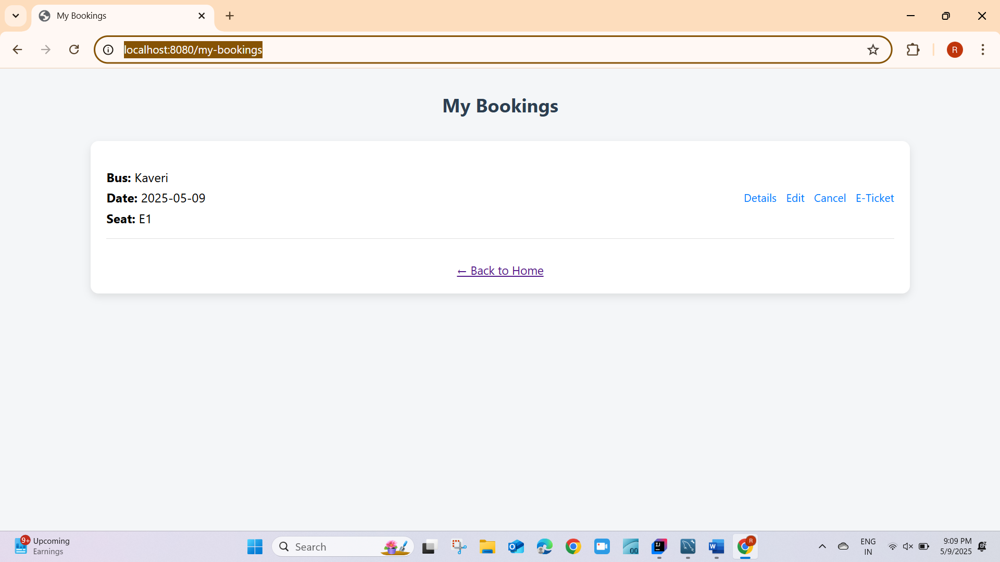 My Bookings
localhost:8080/my-bookings
R
My Bookings
Bus: Kaveri
Date: 2025-05-09
Seat: E1
Details Edit Cancel E-Ticket
← Back to Home
9+
Upcoming
Earnings
Search
ENG
IN
9:09 PM
5/9/2025